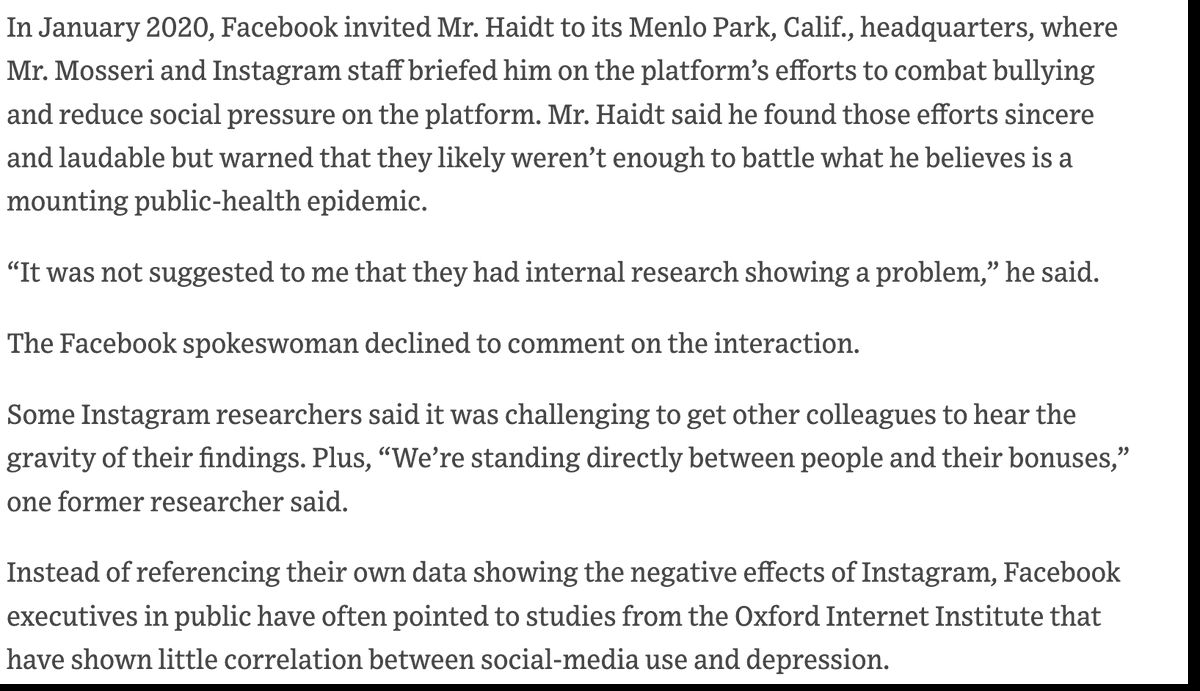 In January 2020, Facebook invited Mr. Haidt to its Menlo Park, Calif., headquarters, where
Mr. Mosseri and Instagram staff briefed him on the platform’s efforts to combat bullying
and reduce social pressure on the platform. Mr. Haidt said he found those efforts sincere
and laudable but warned that they likely weren’t enough to battle what he believes is a
mounting public-health epidemic.
“It was not suggested to me that they had internal research showing a problem,” he said.
The Facebook spokeswoman declined to comment on the interaction.
Some Instagram researchers said it was challenging to get other colleagues to hear the
gravity of their findings. Plus, “We’re standing directly between people and their bonuses,”
one former researcher said.
Instead of referencing their own data showing the negative effects of Instagram, Facebook
executives in public have often pointed to studies from the Oxford Internet Institute that
have shown little correlation between social-media use and depression.